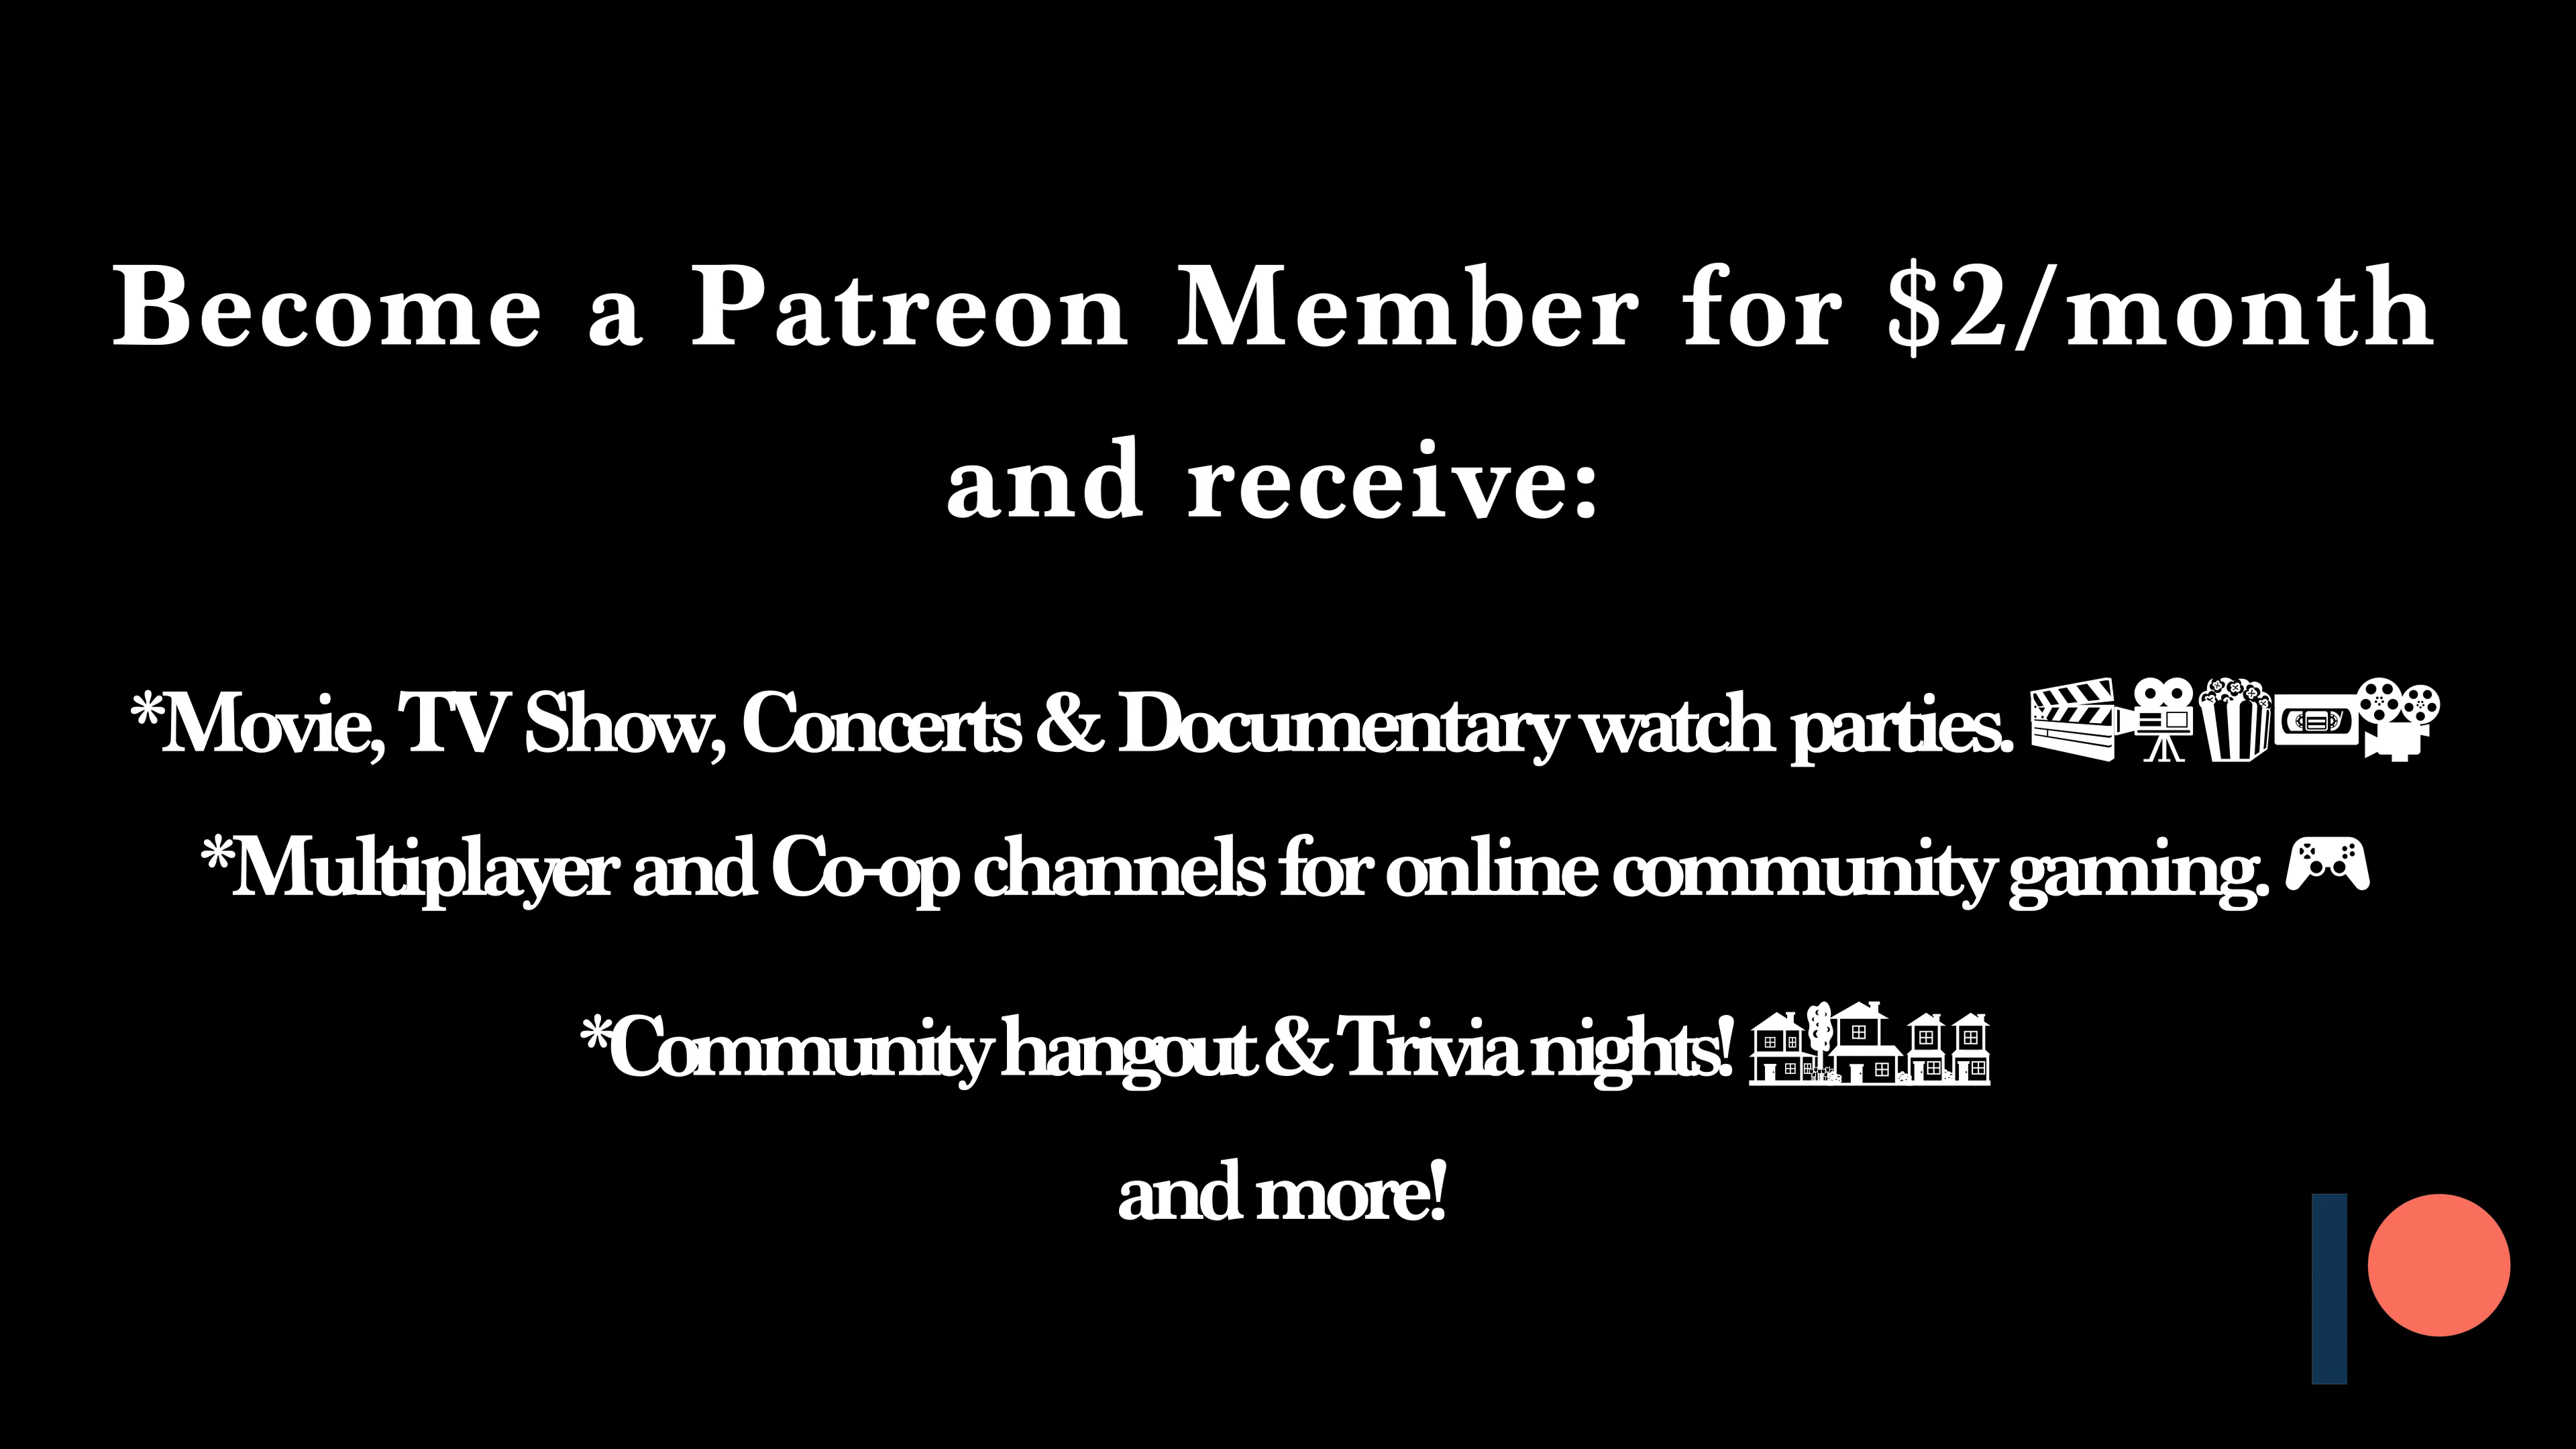 Become a Patreon Member for $2/month
and receive:
*Movie, TV Show, Concerts & Documentary watch parties.
*Multiplayer and Co-op channels for online community gaming.
*Community hangout & Trivia nights!
and more!